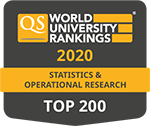 QS
WORLD
UNIVERSITY
RANKINGS
2020
STATISTICS &
OPERATIONAL RESEARCH
TOP 200